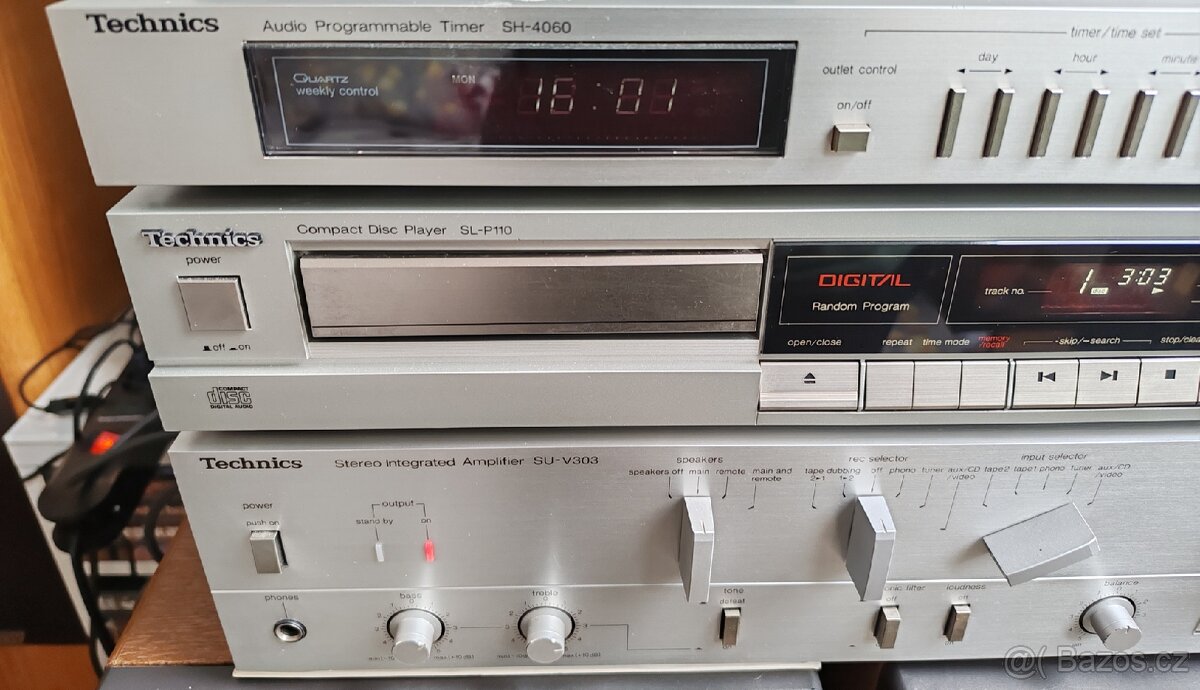 Technics Audio Programmable Timer SH-4060
timer/time set
day hour minute
outlet control
on/off
QUARTZ
weekly control
MON 16:01
Technics
Compact Disc Player SL-P110
power
off on
COMPACT
disc
DIGITAL AUDIO
DIGITAL
Random Program
track no. 1 disc 3:03
open/close repeat time mode memory/recall skip/search
Technics Stereo integrated Amplifier SU-V303
power
push on
output
stand by on
speakers
speakers off main remote main and remote
rec selector
tape dubbing 2►1 1►2 off phono tuner aux/CD/video tape2
input selector
tape1 phono tuner aux/CD/video
phones
bass
treble
tone
defeat
filter
off
loudness
off
balance
@( Bazos.cz